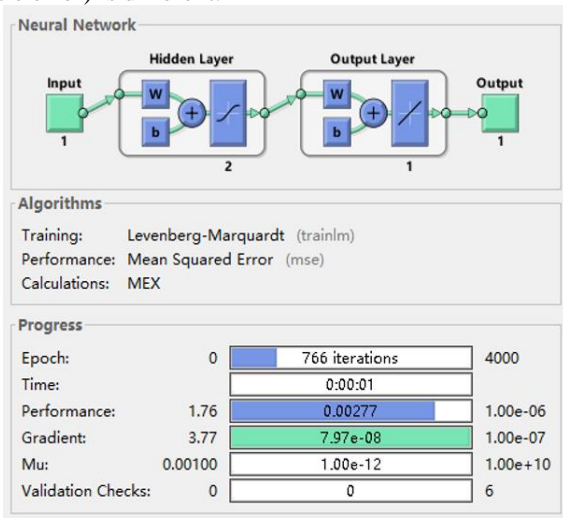 Neural Network
Hidden Layer Output Layer
Input Output
W W
b b
1 2 1 1
Algorithms
Training: Levenberg-Marquardt (trainlm)
Performance: Mean Squared Error (mse)
Calculations: MEX
Progress
Epoch: 0 766 iterations 4000
Time: 0:00:01
Performance: 1.76 0.00277 1.00e-06
Gradient: 3.77 7.97e-08 1.00e-07
Mu: 0.00100 1.00e-12 1.00e+10
Validation Checks: 0 0 6